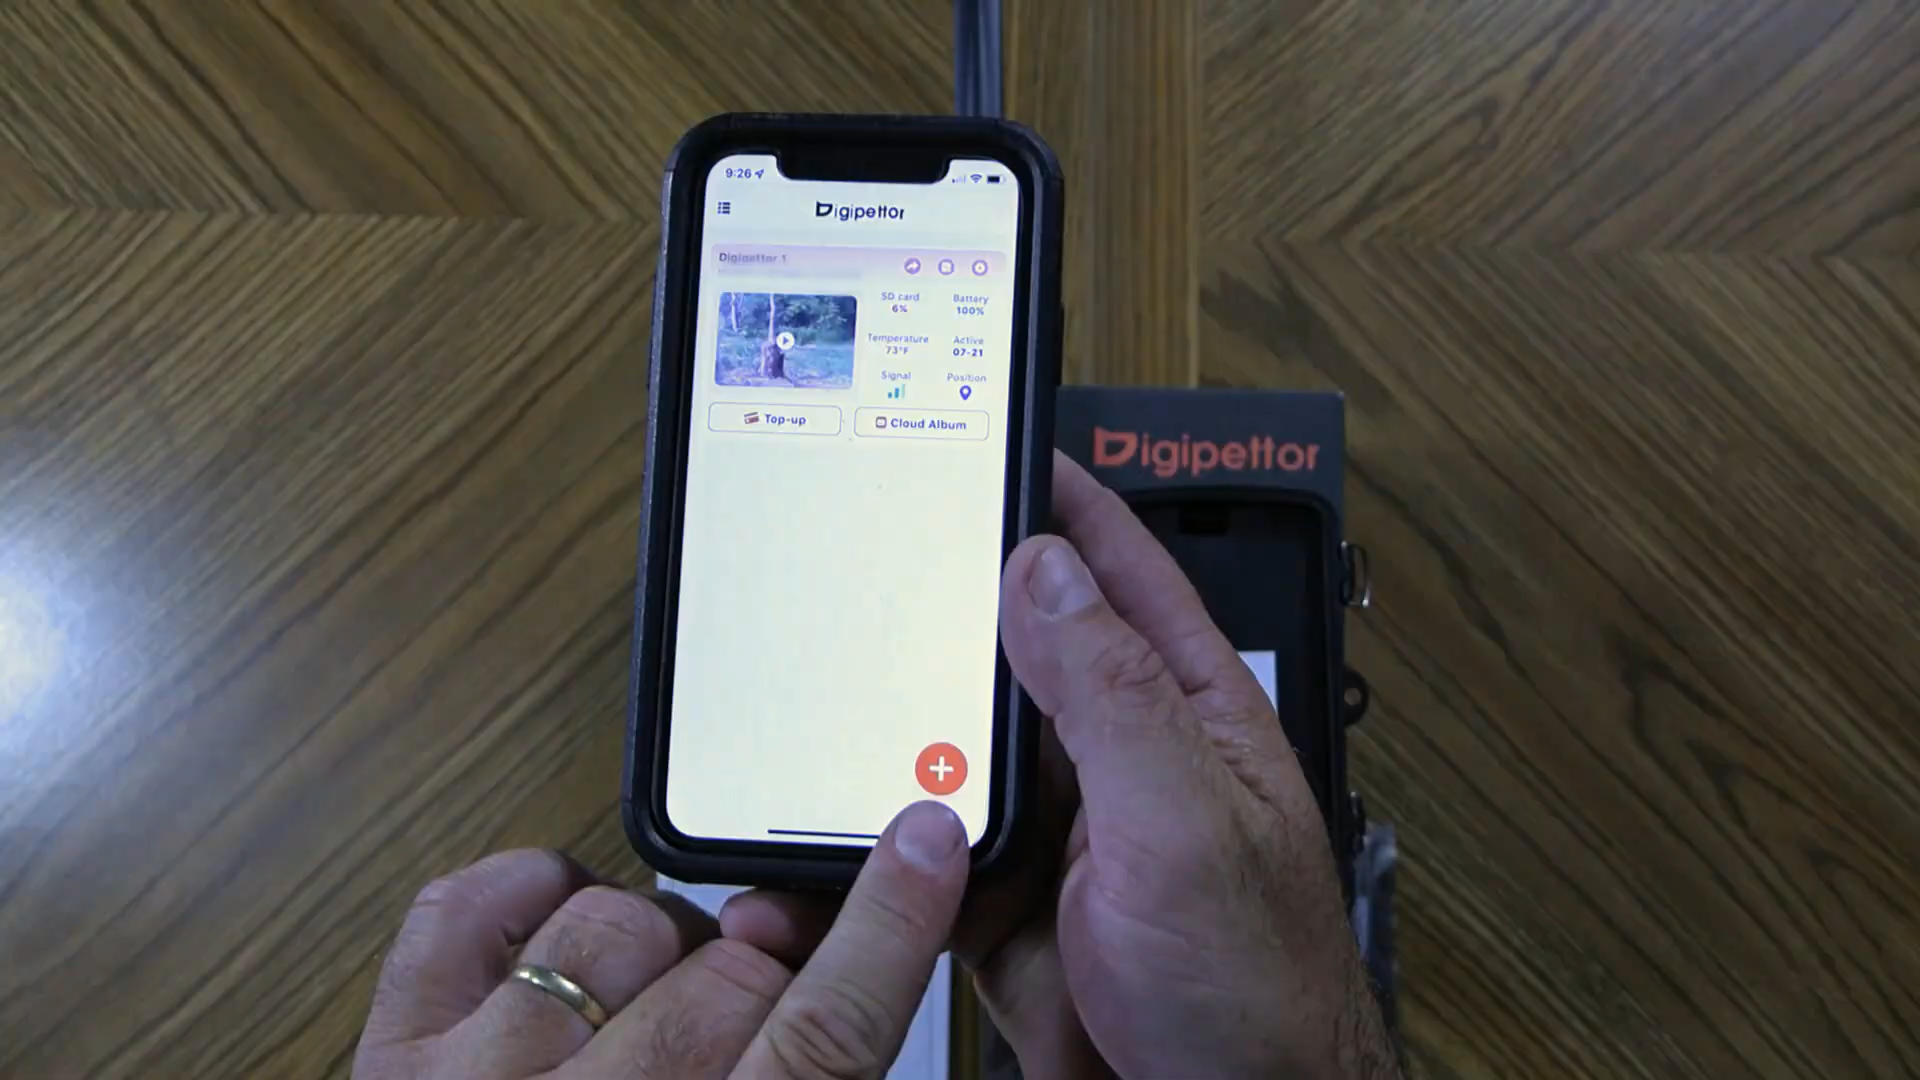 9:26
Digipettor
Digipettor 1
SD card
6%
Battery
100%
Temperature
73°F
Active
07-21
Signal
Position
Top-up
Cloud Album
Digipettor